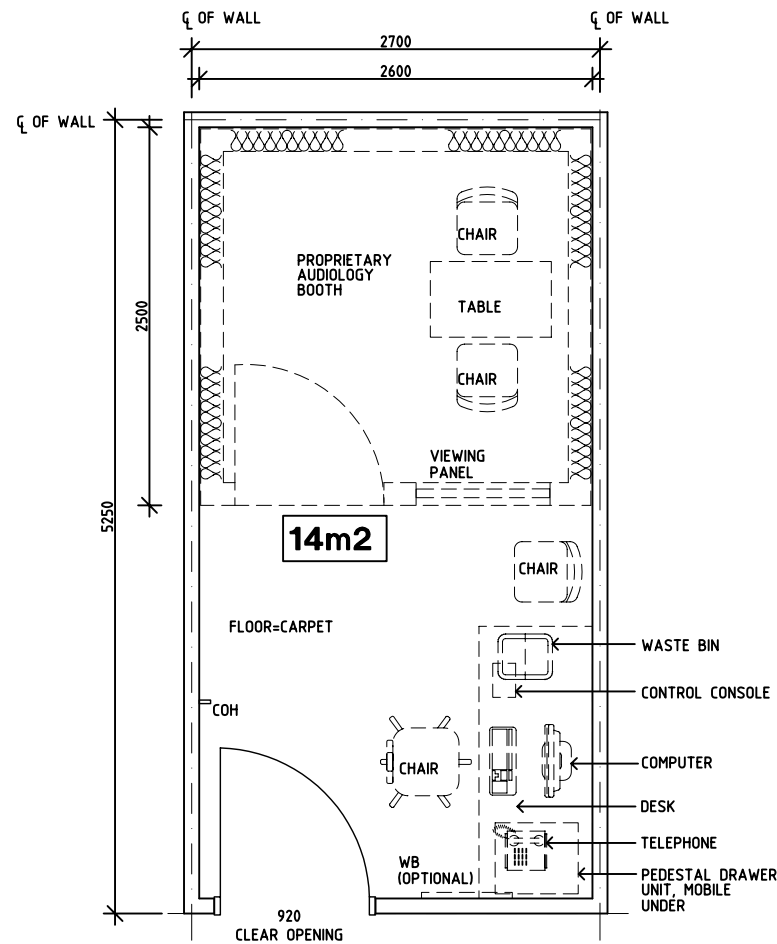 ℄ OF WALL
℄ OF WALL
2700
2600
℄ OF WALL
CHAIR
PROPRIETARY
AUDIOLOGY
BOOTH
TABLE
2500
CHAIR
VIEWING
PANEL
5250
14m2
CHAIR
FLOOR=CARPET
WASTE BIN
CONTROL CONSOLE
COH
CHAIR
COMPUTER
DESK
TELEPHONE
WB
(OPTIONAL)
PEDESTAL DRAWER
UNIT, MOBILE
UNDER
920
CLEAR OPENING